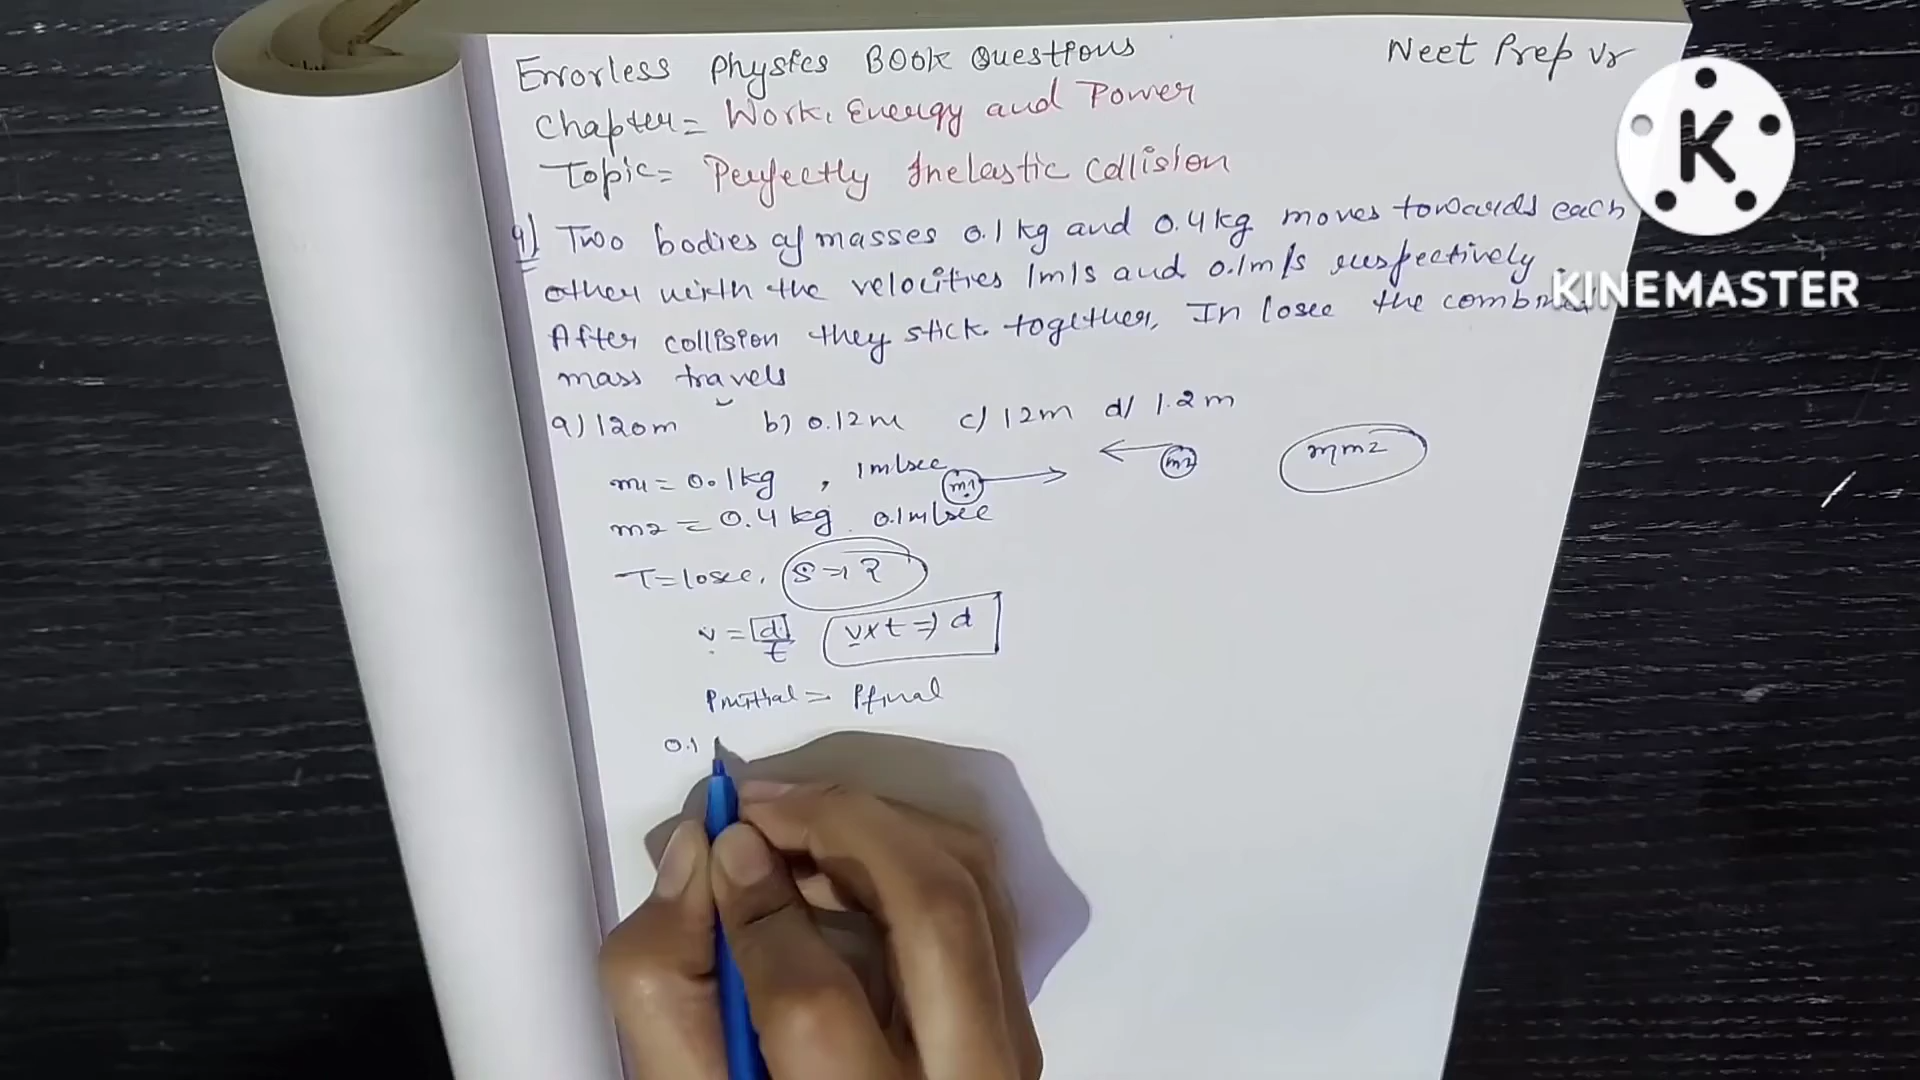 Errorless Physics Book Questions Neet Prep Vr
Chapter= Work, Energy and Power
Topic= Perfectly Inelastic Collision
K
KINEMASTER
q) Two bodies of masses 0.1 kg and 0.4 kg moves towards each
other with the velocities 1m/s and 0.1m/s respectively
After collision they stick together, In 10sec the combined
mass travels
a) 120m b) 0.12m c) 12m d) 1.2m
m1 = 0.1kg , 1m/sec m1 m2 mm2
m2 = 0.4 kg 0.1m/sec
T=10sec, S→?
v = d/t v×t => d
Pinitial = Pfinal
0.1